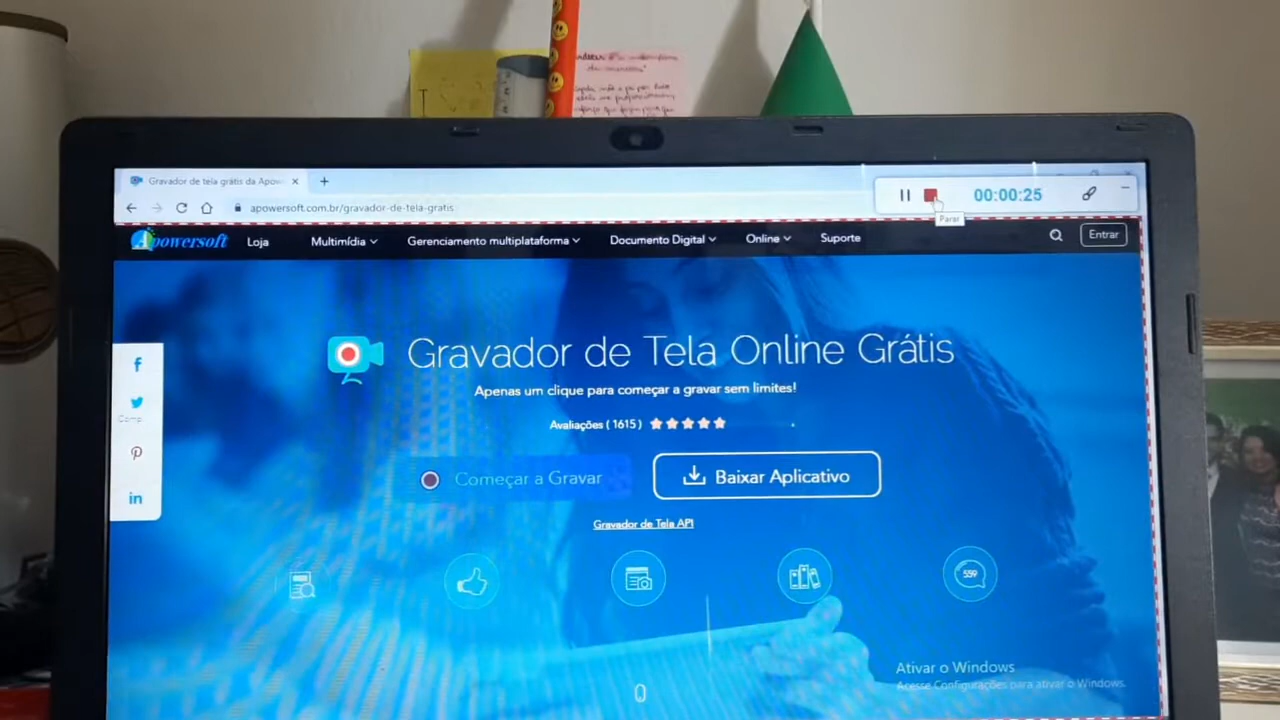 Gravador de tela grátis da Apow
apowersoft.com.br/gravador-de-tela-gratis
00:00:25
Parar
Apowersoft
Loja
Multimídia
Gerenciamento multiplataforma
Documento Digital
Online
Suporte
Entrar
Gravador de Tela Online Grátis
Apenas um clique para começar a gravar sem limites!
Avaliações ( 1615 )
Comp.
Começar a Gravar
Baixar Aplicativo
Gravador de Tela API
559
Ativar o Windows
Acesse Configurações para ativar o Windows.